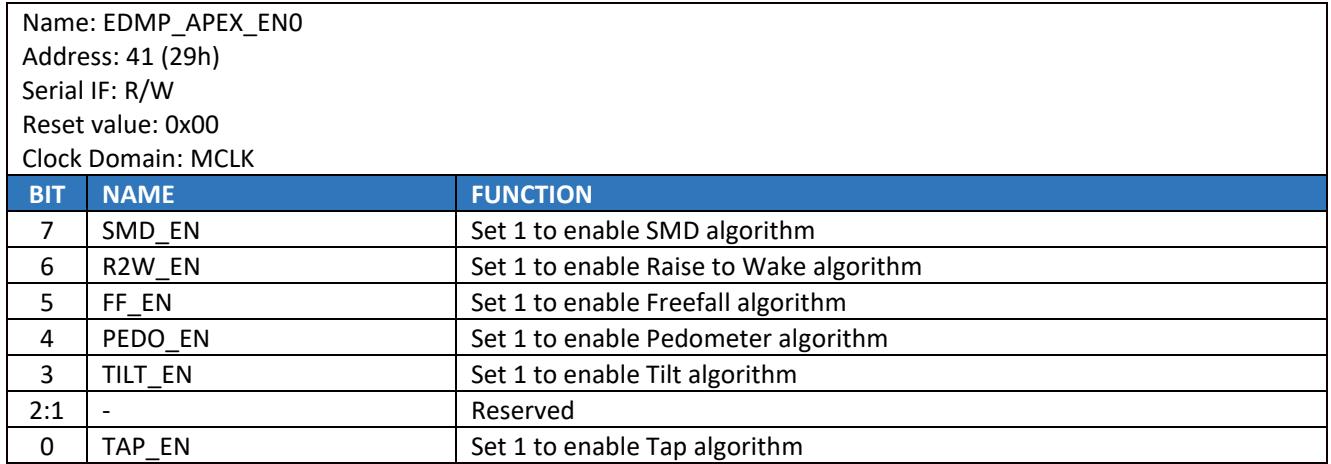 Name: EDMP_APEX_EN0
Address: 41 (29h)
Serial IF: R/W
Reset value: 0x00
Clock Domain: MCLK
BIT NAME FUNCTION
7 SMD_EN Set 1 to enable SMD algorithm
6 R2W_EN Set 1 to enable Raise to Wake algorithm
5 FF_EN Set 1 to enable Freefall algorithm
4 PEDO_EN Set 1 to enable Pedometer algorithm
3 TILT_EN Set 1 to enable Tilt algorithm
2:1 - Reserved
0 TAP_EN Set 1 to enable Tap algorithm